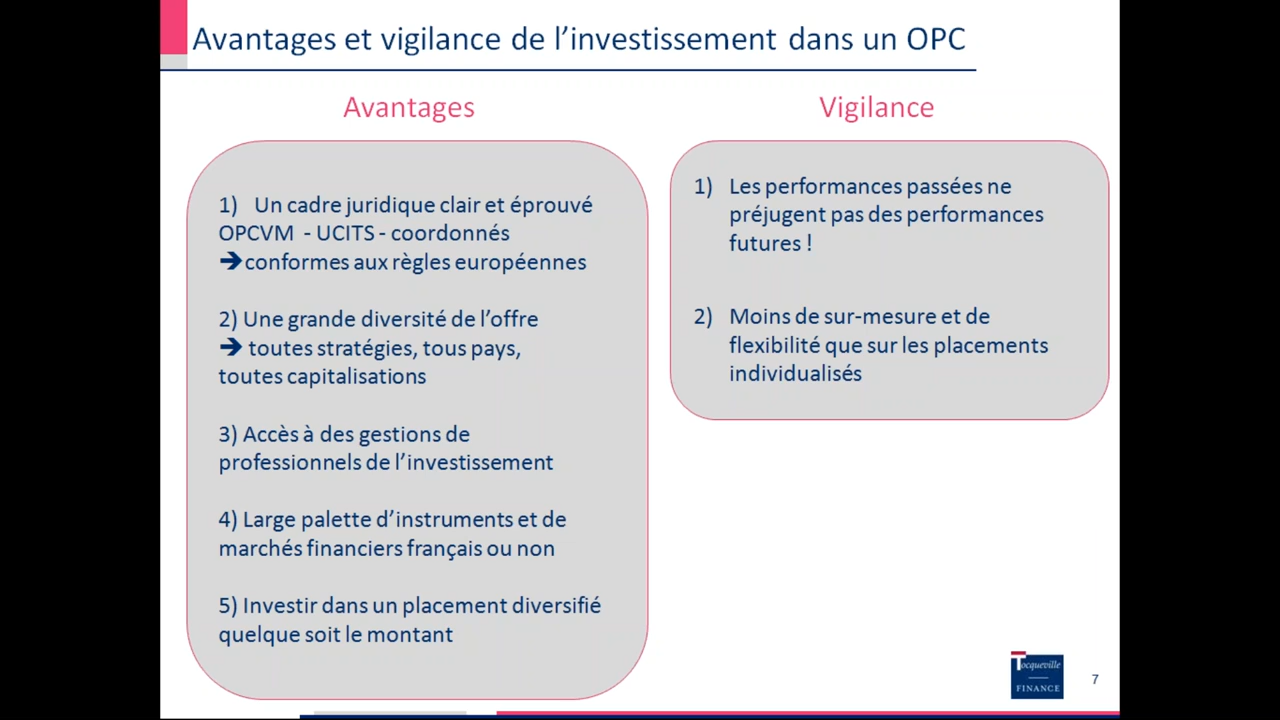 Avantages et vigilance de l’investissement dans un OPC
Avantages
1) Un cadre juridique clair et éprouvé
OPCVM - UCITS - coordonnés
➔conformes aux règles européennes
2) Une grande diversité de l’offre
➔ toutes stratégies, tous pays,
toutes capitalisations
3) Accès à des gestions de
professionnels de l’investissement
4) Large palette d’instruments et de
marchés financiers français ou non
5) Investir dans un placement diversifié
quelque soit le montant
Vigilance
1) Les performances passées ne
préjugent pas des performances
futures !
2) Moins de sur-mesure et de
flexibilité que sur les placements
individualisés
Tocqueville
FINANCE
7